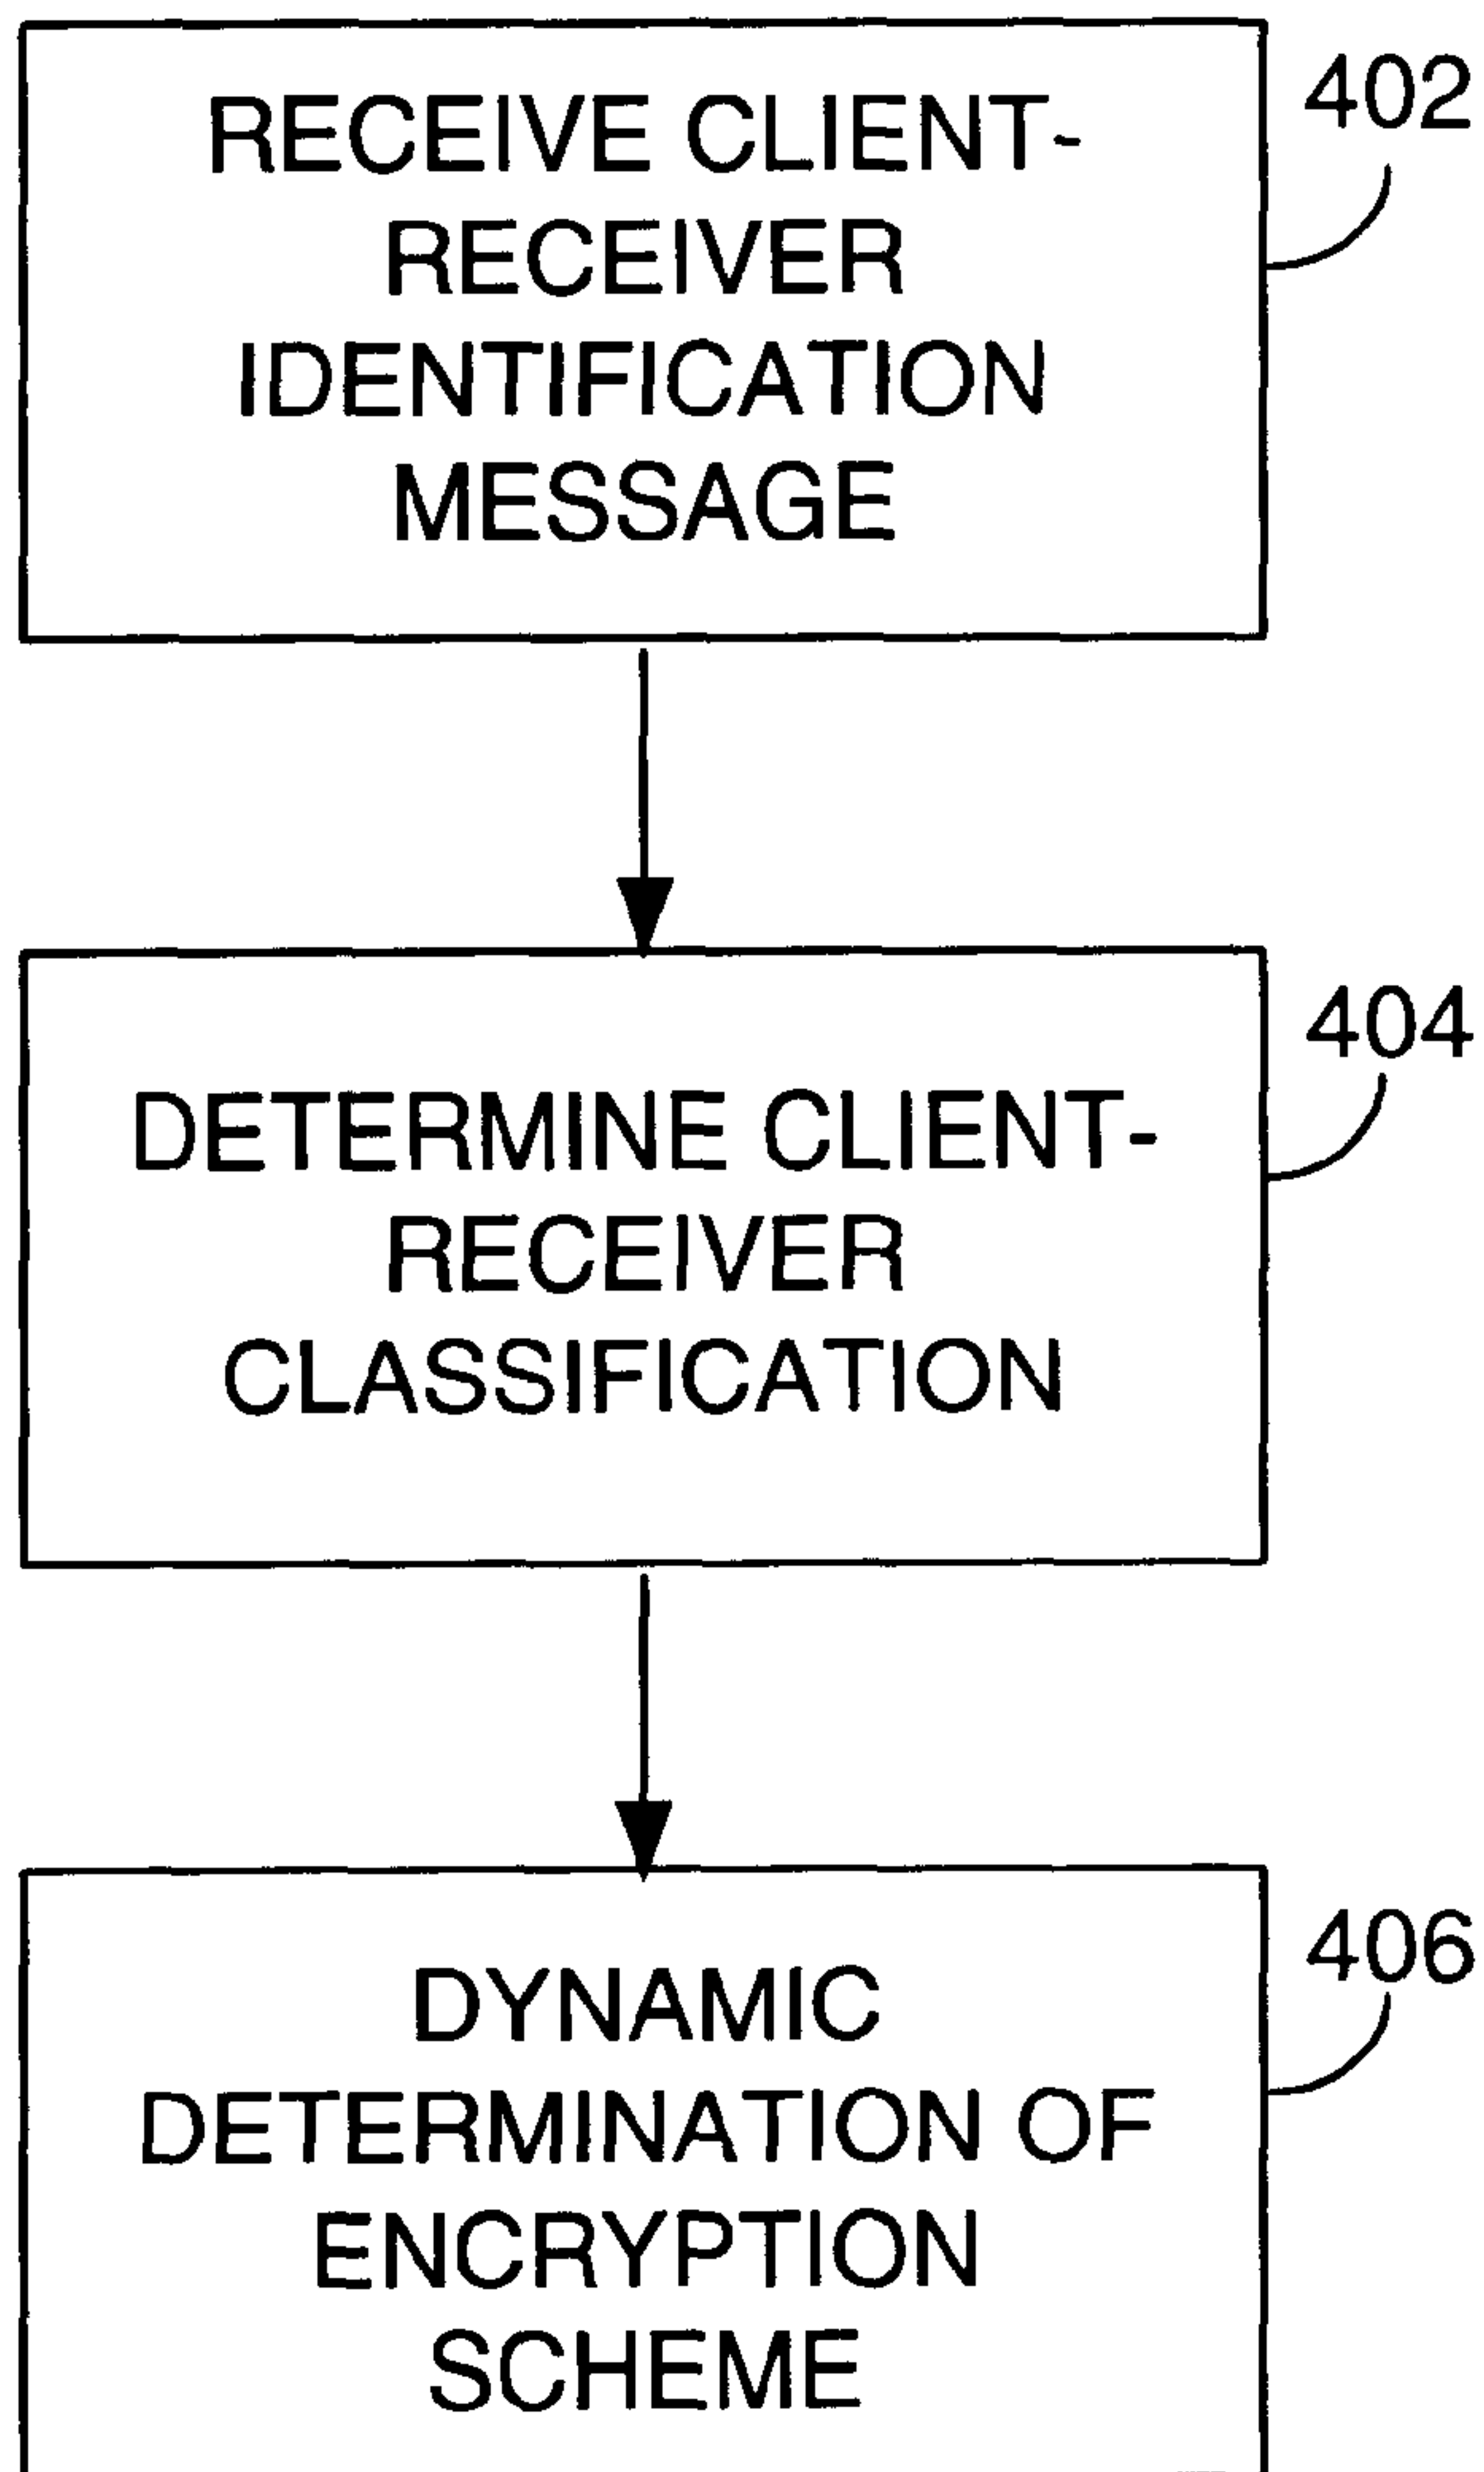 RECEIVE CLIENT-
RECEIVER
IDENTIFICATION
MESSAGE
402
DETERMINE CLIENT-
RECEIVER
CLASSIFICATION
404
DYNAMIC
DETERMINATION OF
ENCRYPTION
SCHEME
406